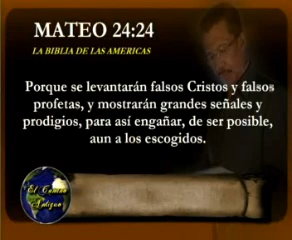 MATEO 24:24
LA BIBLIA DE LAS AMERICAS
Porque se levantarán falsos Cristos y falsos
profetas, y mostrarán grandes señales y
prodigios, para así engañar, de ser posible,
aun a los escogidos.
El Camino
Antiguo